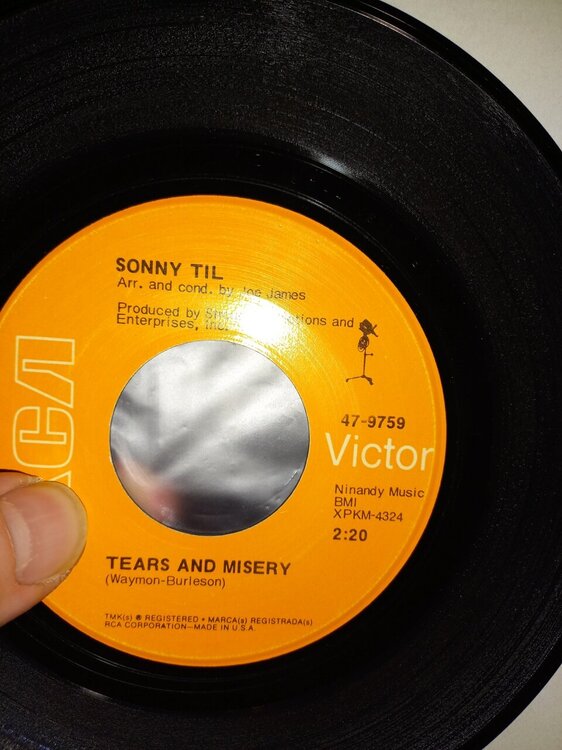 SONNY TIL
Arr. and cond. by Joe James
Produced by and
Enterprises, Inc.
47-9759
Victor
RCA
Ninandy Music
BMI
XPKM-4324
2:20
TEARS AND MISERY
(Waymon-Burleson)
TMK(s) ® REGISTERED • MARCA(s) REGISTRADA(s)
RCA CORPORATION—MADE IN U.S.A.